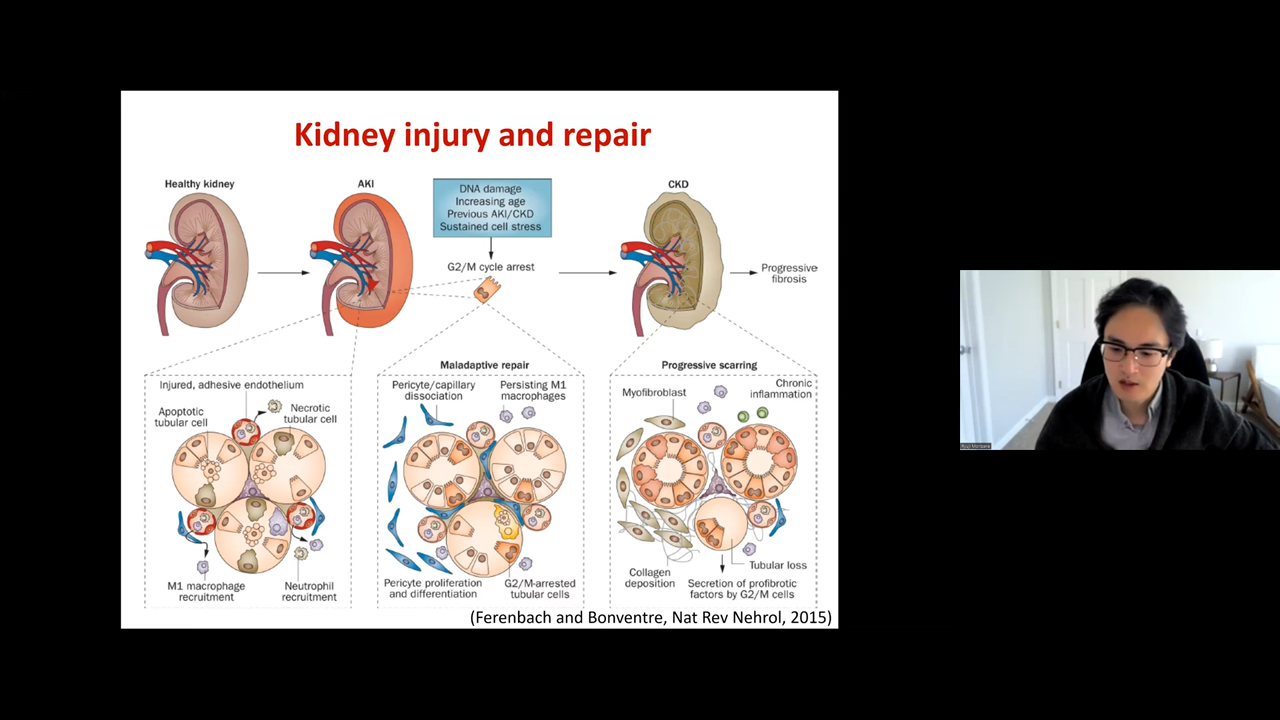 Kidney injury and repair
Healthy kidney
AKI
DNA damage
Increasing age
Previous AKI/CKD
Sustained cell stress
G2/M cycle arrest
CKD
Progressive
fibrosis
Injured, adhesive endothelium
Apoptotic
tubular cell
Necrotic
tubular cell
M1 macrophage
recruitment
Neutrophil
recruitment
Maladaptive repair
Pericyte/capillary
dissociation
Persisting M1
macrophages
Pericyte proliferation
and differentiation
G2/M-arrested
tubular cells
Progressive scarring
Myofibroblast
Chronic
inflammation
Collagen
deposition
Tubular loss
Secretion of profibrotic
factors by G2/M cells
(Ferenbach and Bonventre, Nat Rev Nehrol, 2015)